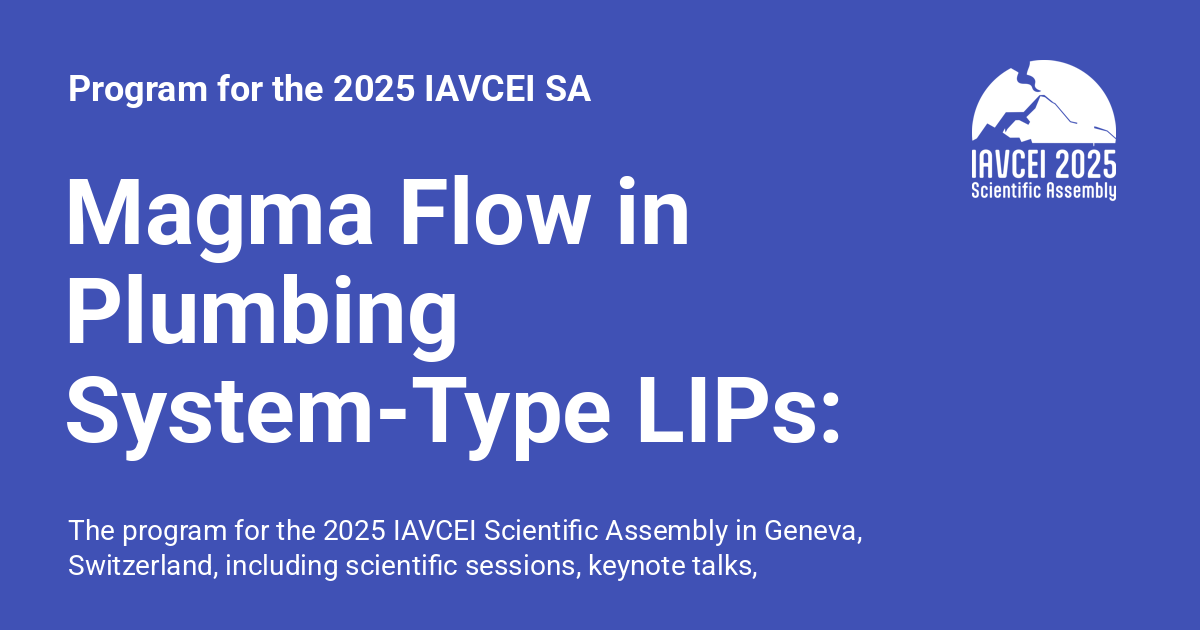 Program for the 2025 IAVCEI SA
IAVCEI 2025
Scientific Assembly
Magma Flow in
Plumbing
System-Type LIPs:
The program for the 2025 IAVCEI Scientific Assembly in Geneva,
Switzerland, including scientific sessions, keynote talks,